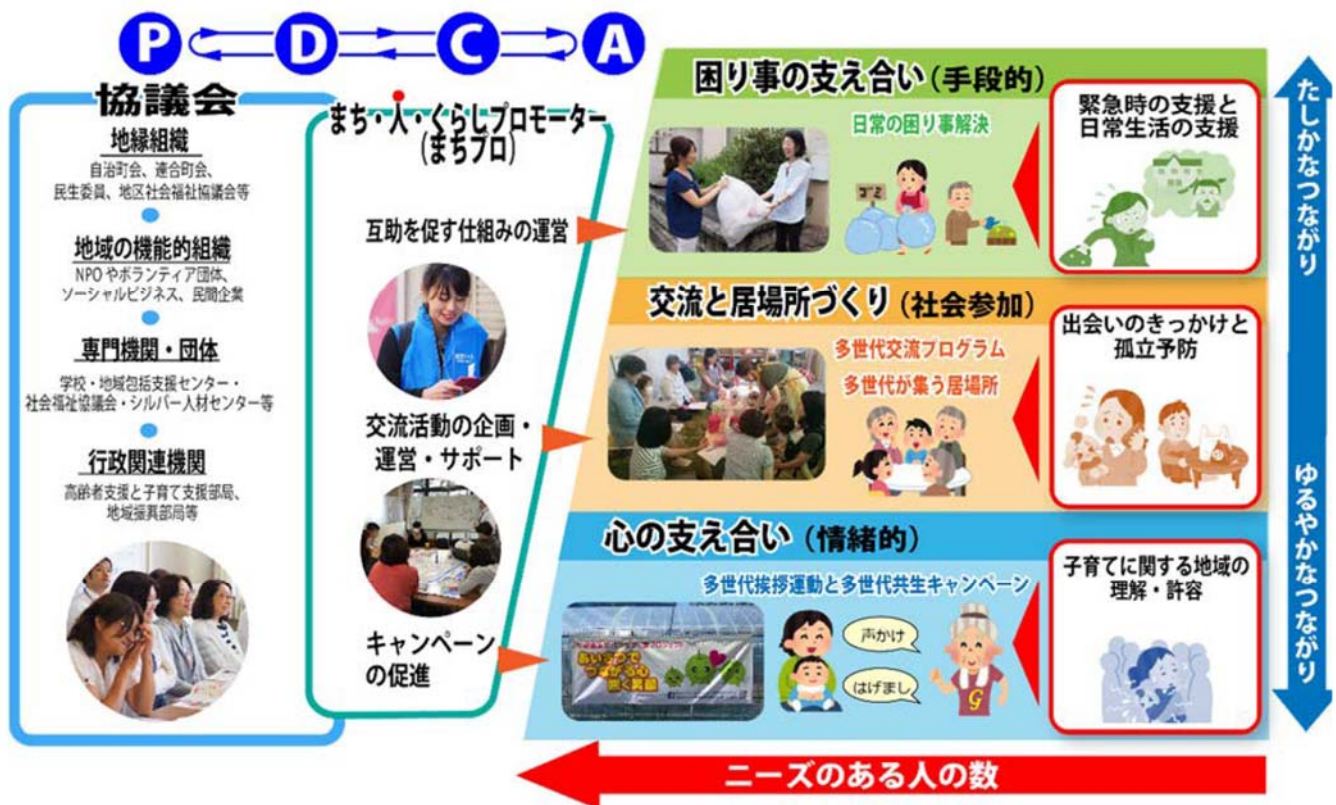 P D C A
協議会
地縁組織
自治町会、連合町会、
民生委員、地区社会福祉協議会等
地域の機能的組織
NPOやボランティア団体、
ソーシャルビジネス、民間企業
専門機関・団体
学校・地域包括支援センター・
社会福祉協議会・シルバー人材センター等
行政関連機関
高齢者支援と子育て支援部局、
地域振興部局等
まち・人・くらしプロモーター
(まちプロ)
互助を促す仕組みの運営
交流活動の企画・
運営・サポート
キャンペーン
の促進
困り事の支え合い(手段的)
日常の困り事解決
ゴミ
緊急時の支援と
日常生活の支援
交流と居場所づくり(社会参加)
多世代交流プログラム
多世代が集う居場所
出会いのきっかけと
孤立予防
心の支え合い(情緒的)
多世代挨拶運動と多世代共生キャンペーン
あいさつで
つながる心
咲く笑顔
声かけ
はげまし
G
子育てに関する地域の
理解・許容
たしかなつながり
ゆるやかなつながり
ニーズのある人の数